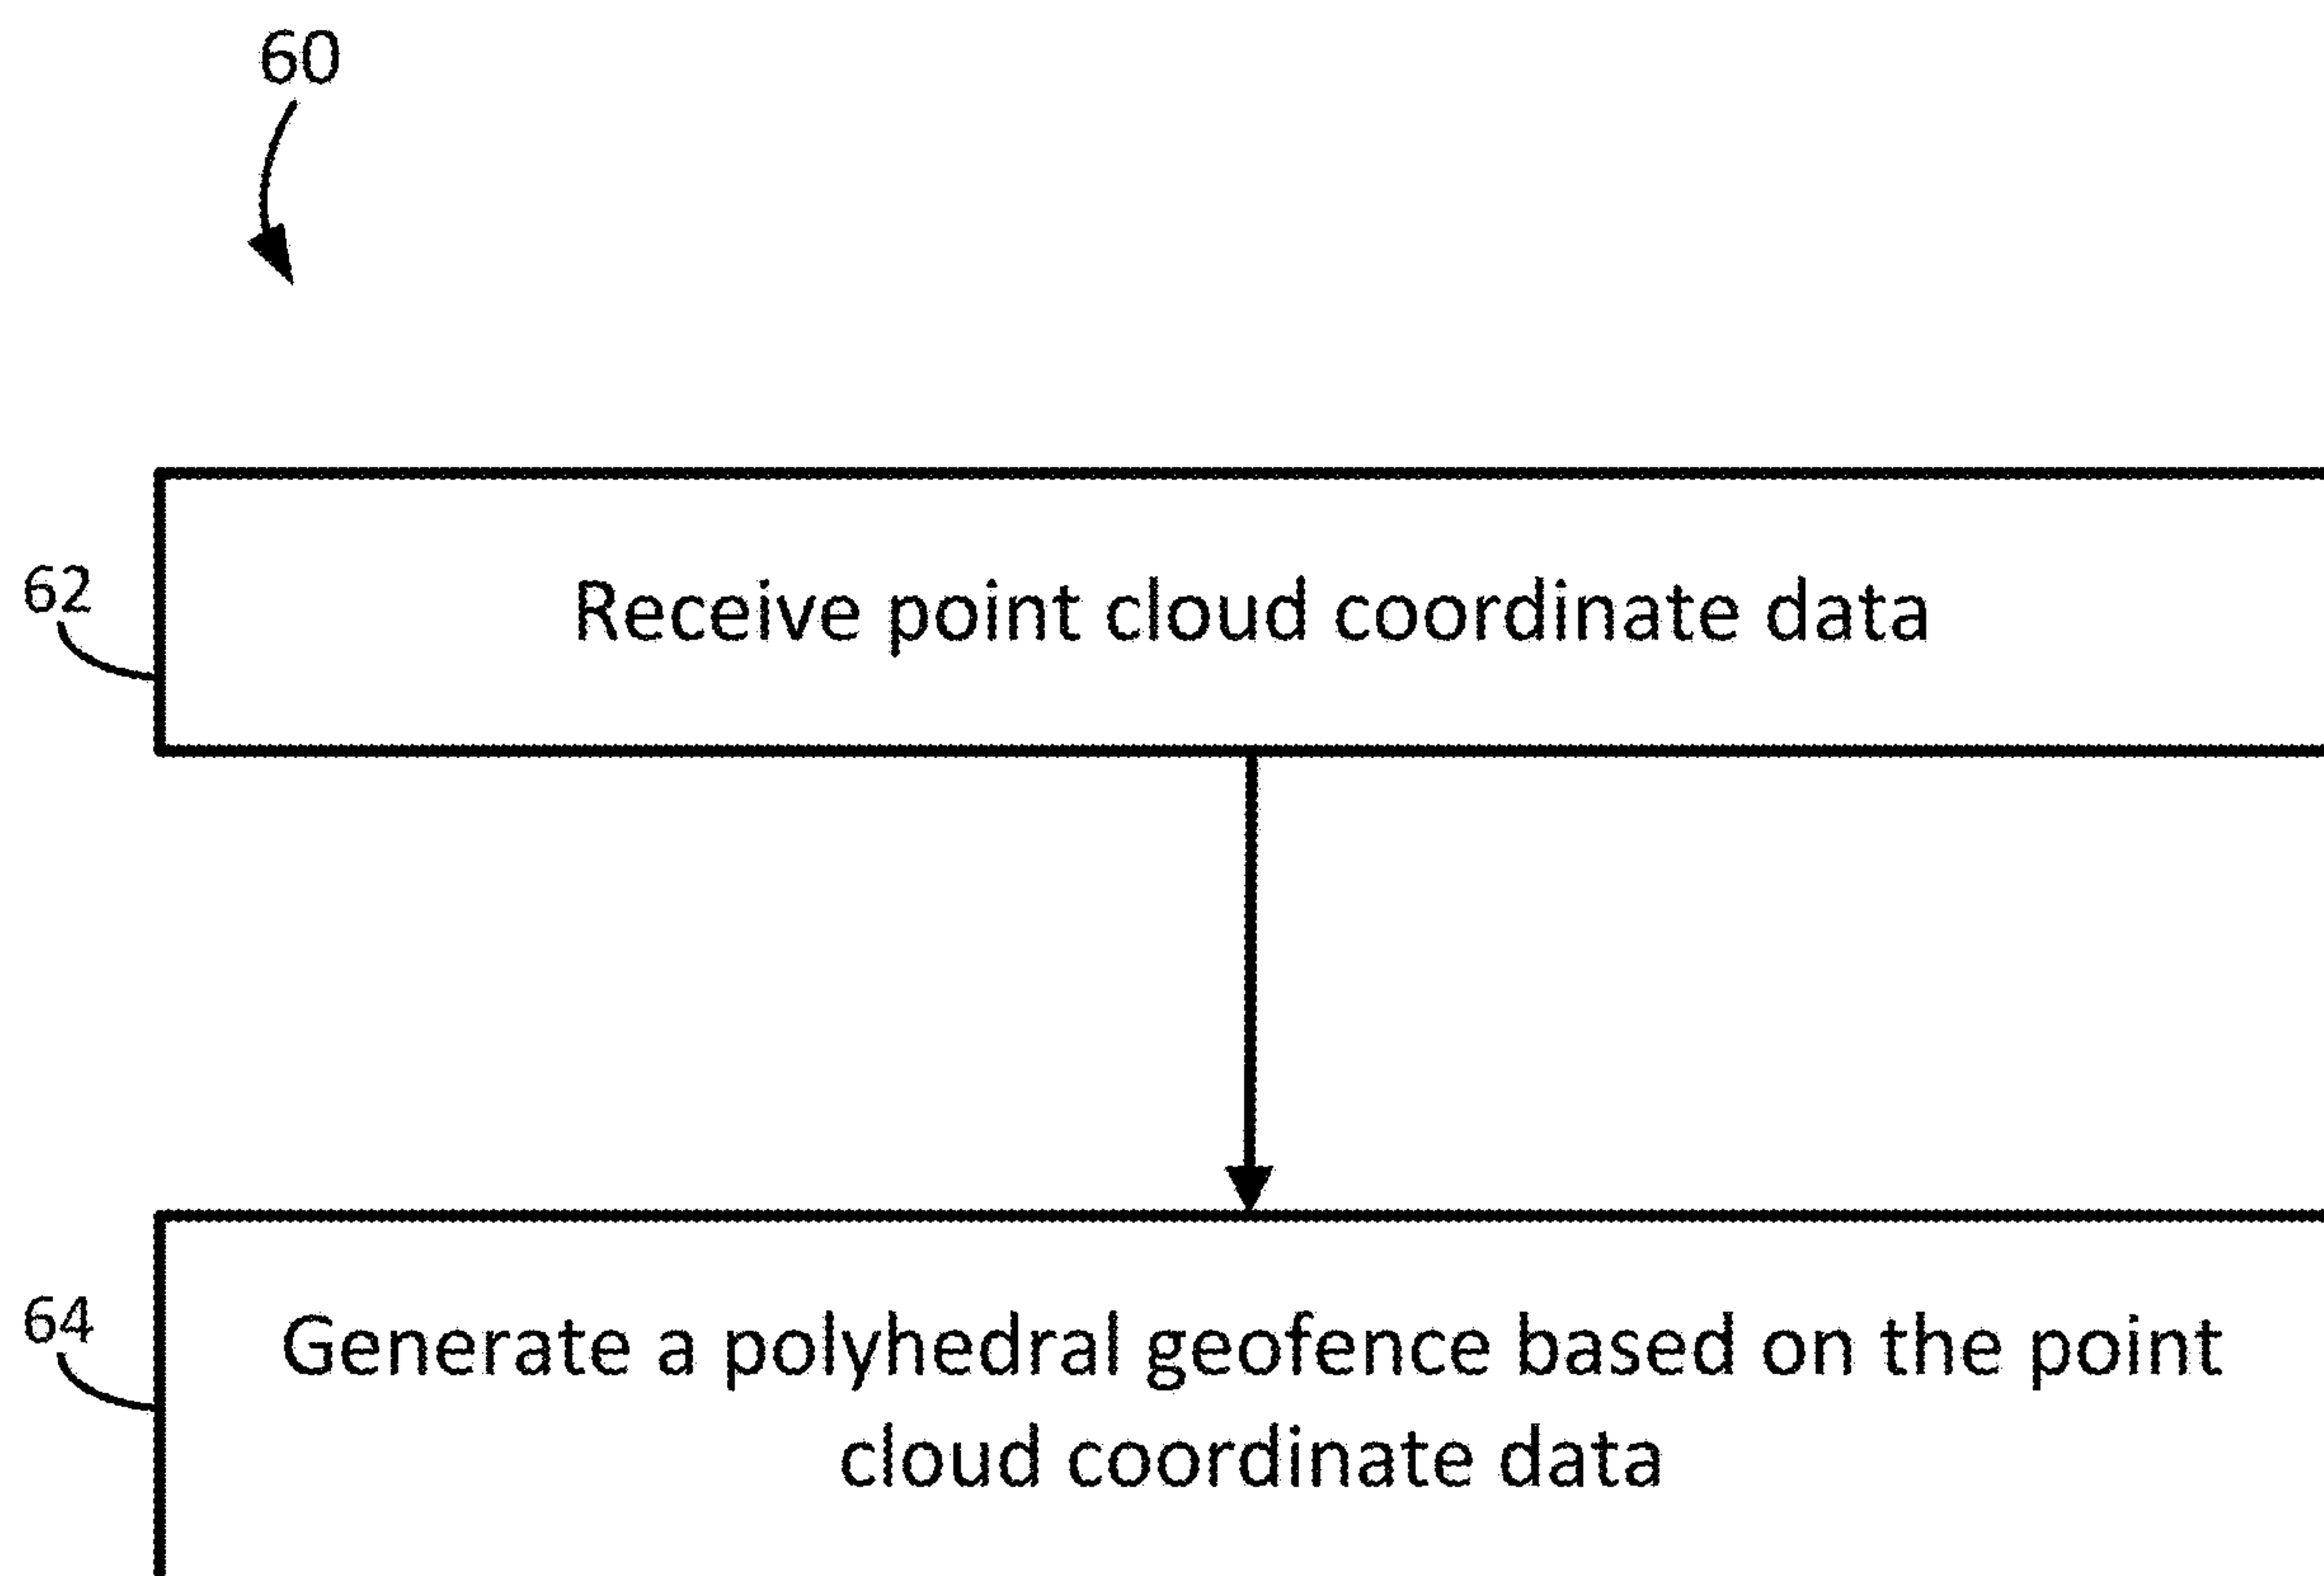 60
62
Receive point cloud coordinate data
64
Generate a polyhedral geofence based on the point
cloud coordinate data